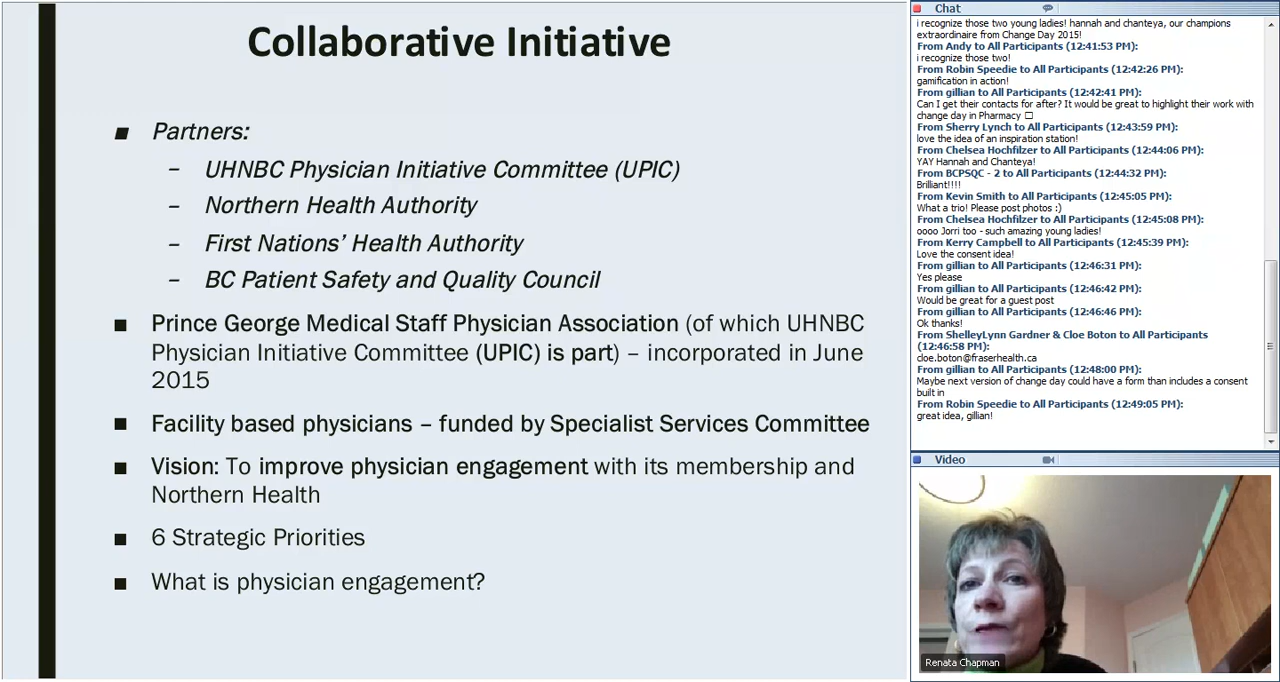 Collaborative Initiative
Partners:
– UHNBC Physician Initiative Committee (UPIC)
– Northern Health Authority
– First Nations’ Health Authority
– BC Patient Safety and Quality Council
Prince George Medical Staff Physician Association (of which UHNBC
Physician Initiative Committee (UPIC) is part) – incorporated in June
2015
Facility based physicians – funded by Specialist Services Committee
Vision: To improve physician engagement with its membership and
Northern Health
6 Strategic Priorities
What is physician engagement?
Chat
i recognize those two young ladies! hannah and chanteya, our champions
extraordinaire from Change Day 2015!
From Andy to All Participants (12:41:53 PM):
i recognize those two!
From Robin Speedie to All Participants (12:42:26 PM):
gamification in action!
From gillian to All Participants (12:42:41 PM):
Can I get their contacts for after? It would be great to highlight their work with
change day in Pharmacy □
From Sherry Lynch to All Participants (12:43:59 PM):
love the idea of an inspiration station!
From Chelsea Hochfilzer to All Participants (12:44:06 PM):
YAY Hannah and Chanteya!
From BCPSQC - 2 to All Participants (12:44:32 PM):
Brilliant!!!!
From Kevin Smith to All Participants (12:45:05 PM):
What a trio! Please post photos :)
From Chelsea Hochfilzer to All Participants (12:45:08 PM):
oooo Jorri too - such amazing young ladies!
From Kerry Campbell to All Participants (12:45:39 PM):
Love the consent idea!
From gillian to All Participants (12:46:31 PM):
Yes please
From gillian to All Participants (12:46:42 PM):
Would be great for a guest post
From gillian to All Participants (12:46:46 PM):
Ok thanks!
From ShelleyLynn Gardner & Cloe Boton to All Participants
(12:46:58 PM):
cloe.boton@fraserhealth.ca
From gillian to All Participants (12:48:00 PM):
Maybe next version of change day could have a form than includes a consent
built in
From Robin Speedie to All Participants (12:49:05 PM):
great idea, gillian!
Video
Renata Chapman